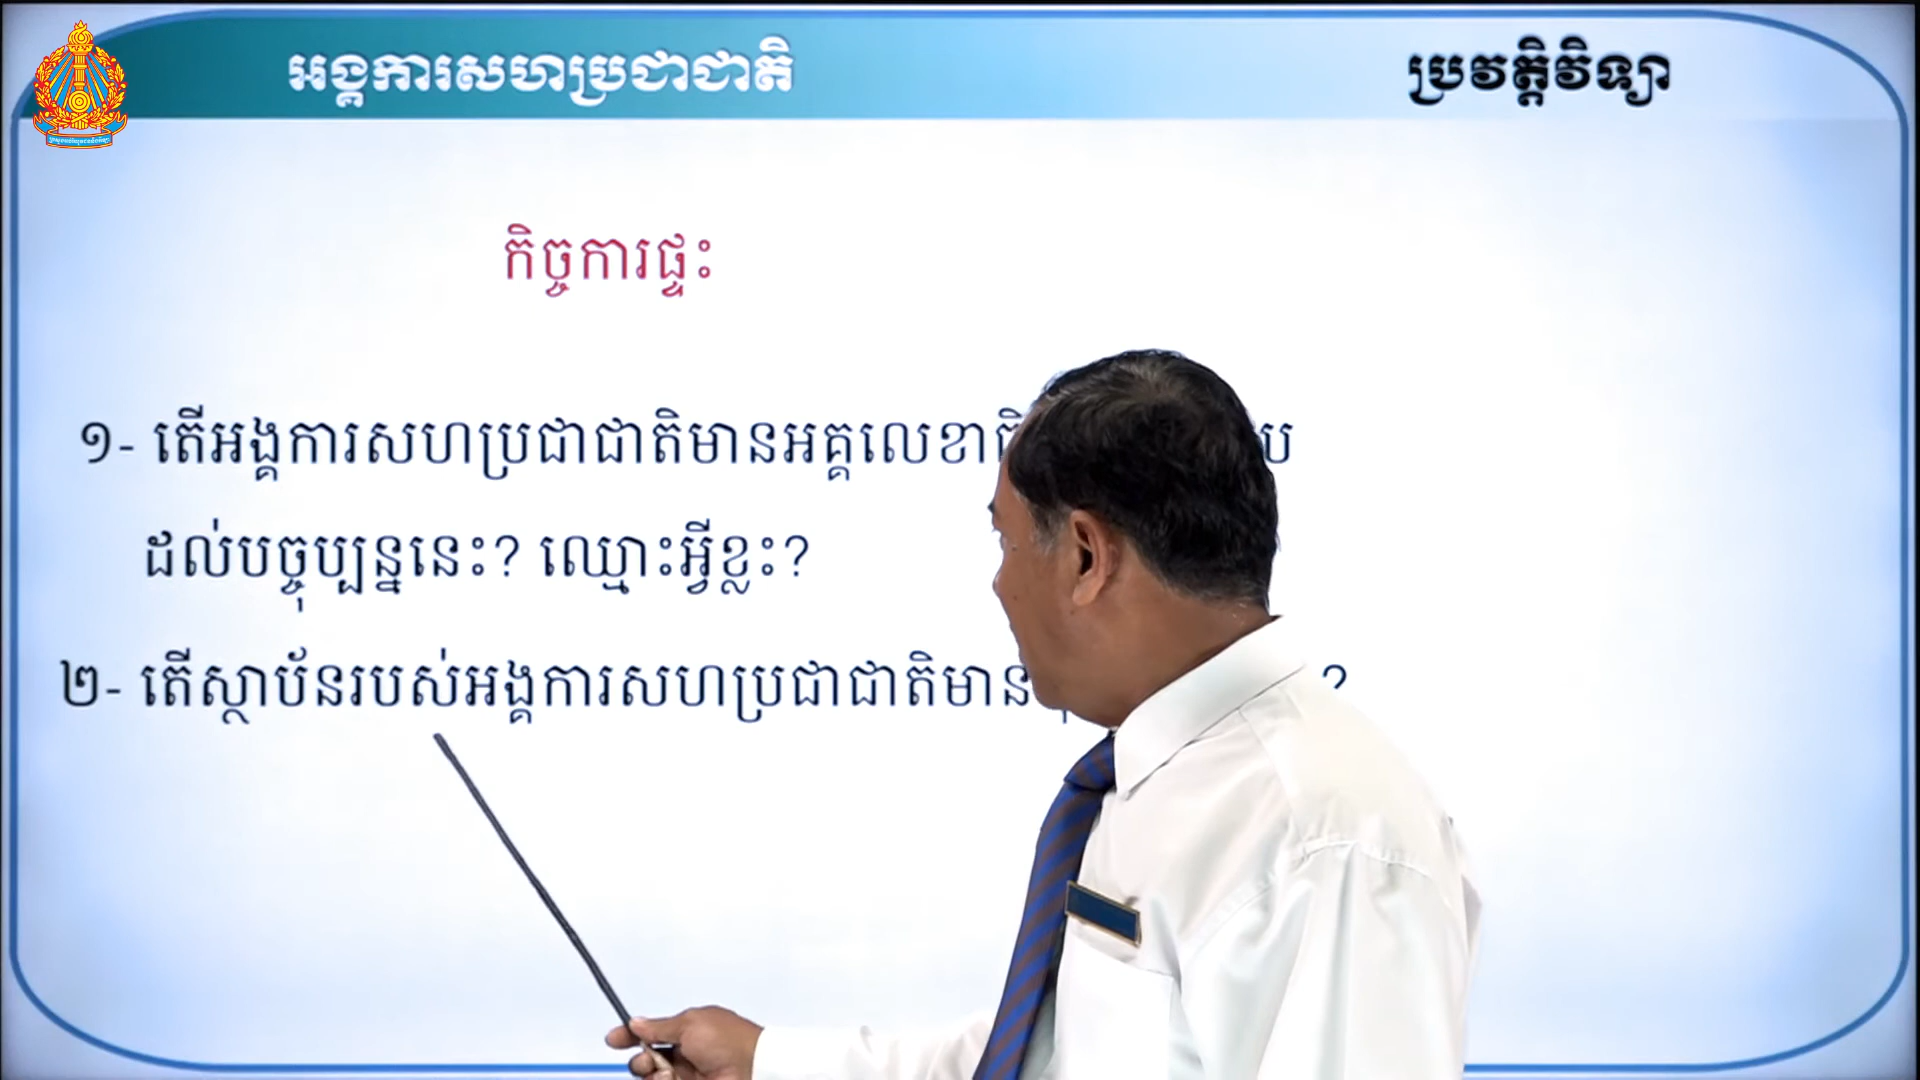 អង្គការសហប្រជាជាតិ
ប្រវត្តិវិទ្យា
កិច្ចការផ្ទះ
១- តើអង្គការសហប្រជាជាតិមានអគ្គលេខា
ដល់បច្ចុប្បន្ននេះ? ឈ្មោះអ្វីខ្លះ?
២- តើស្ថាប័នរបស់អង្គការសហប្រជាជាតិមាន ?